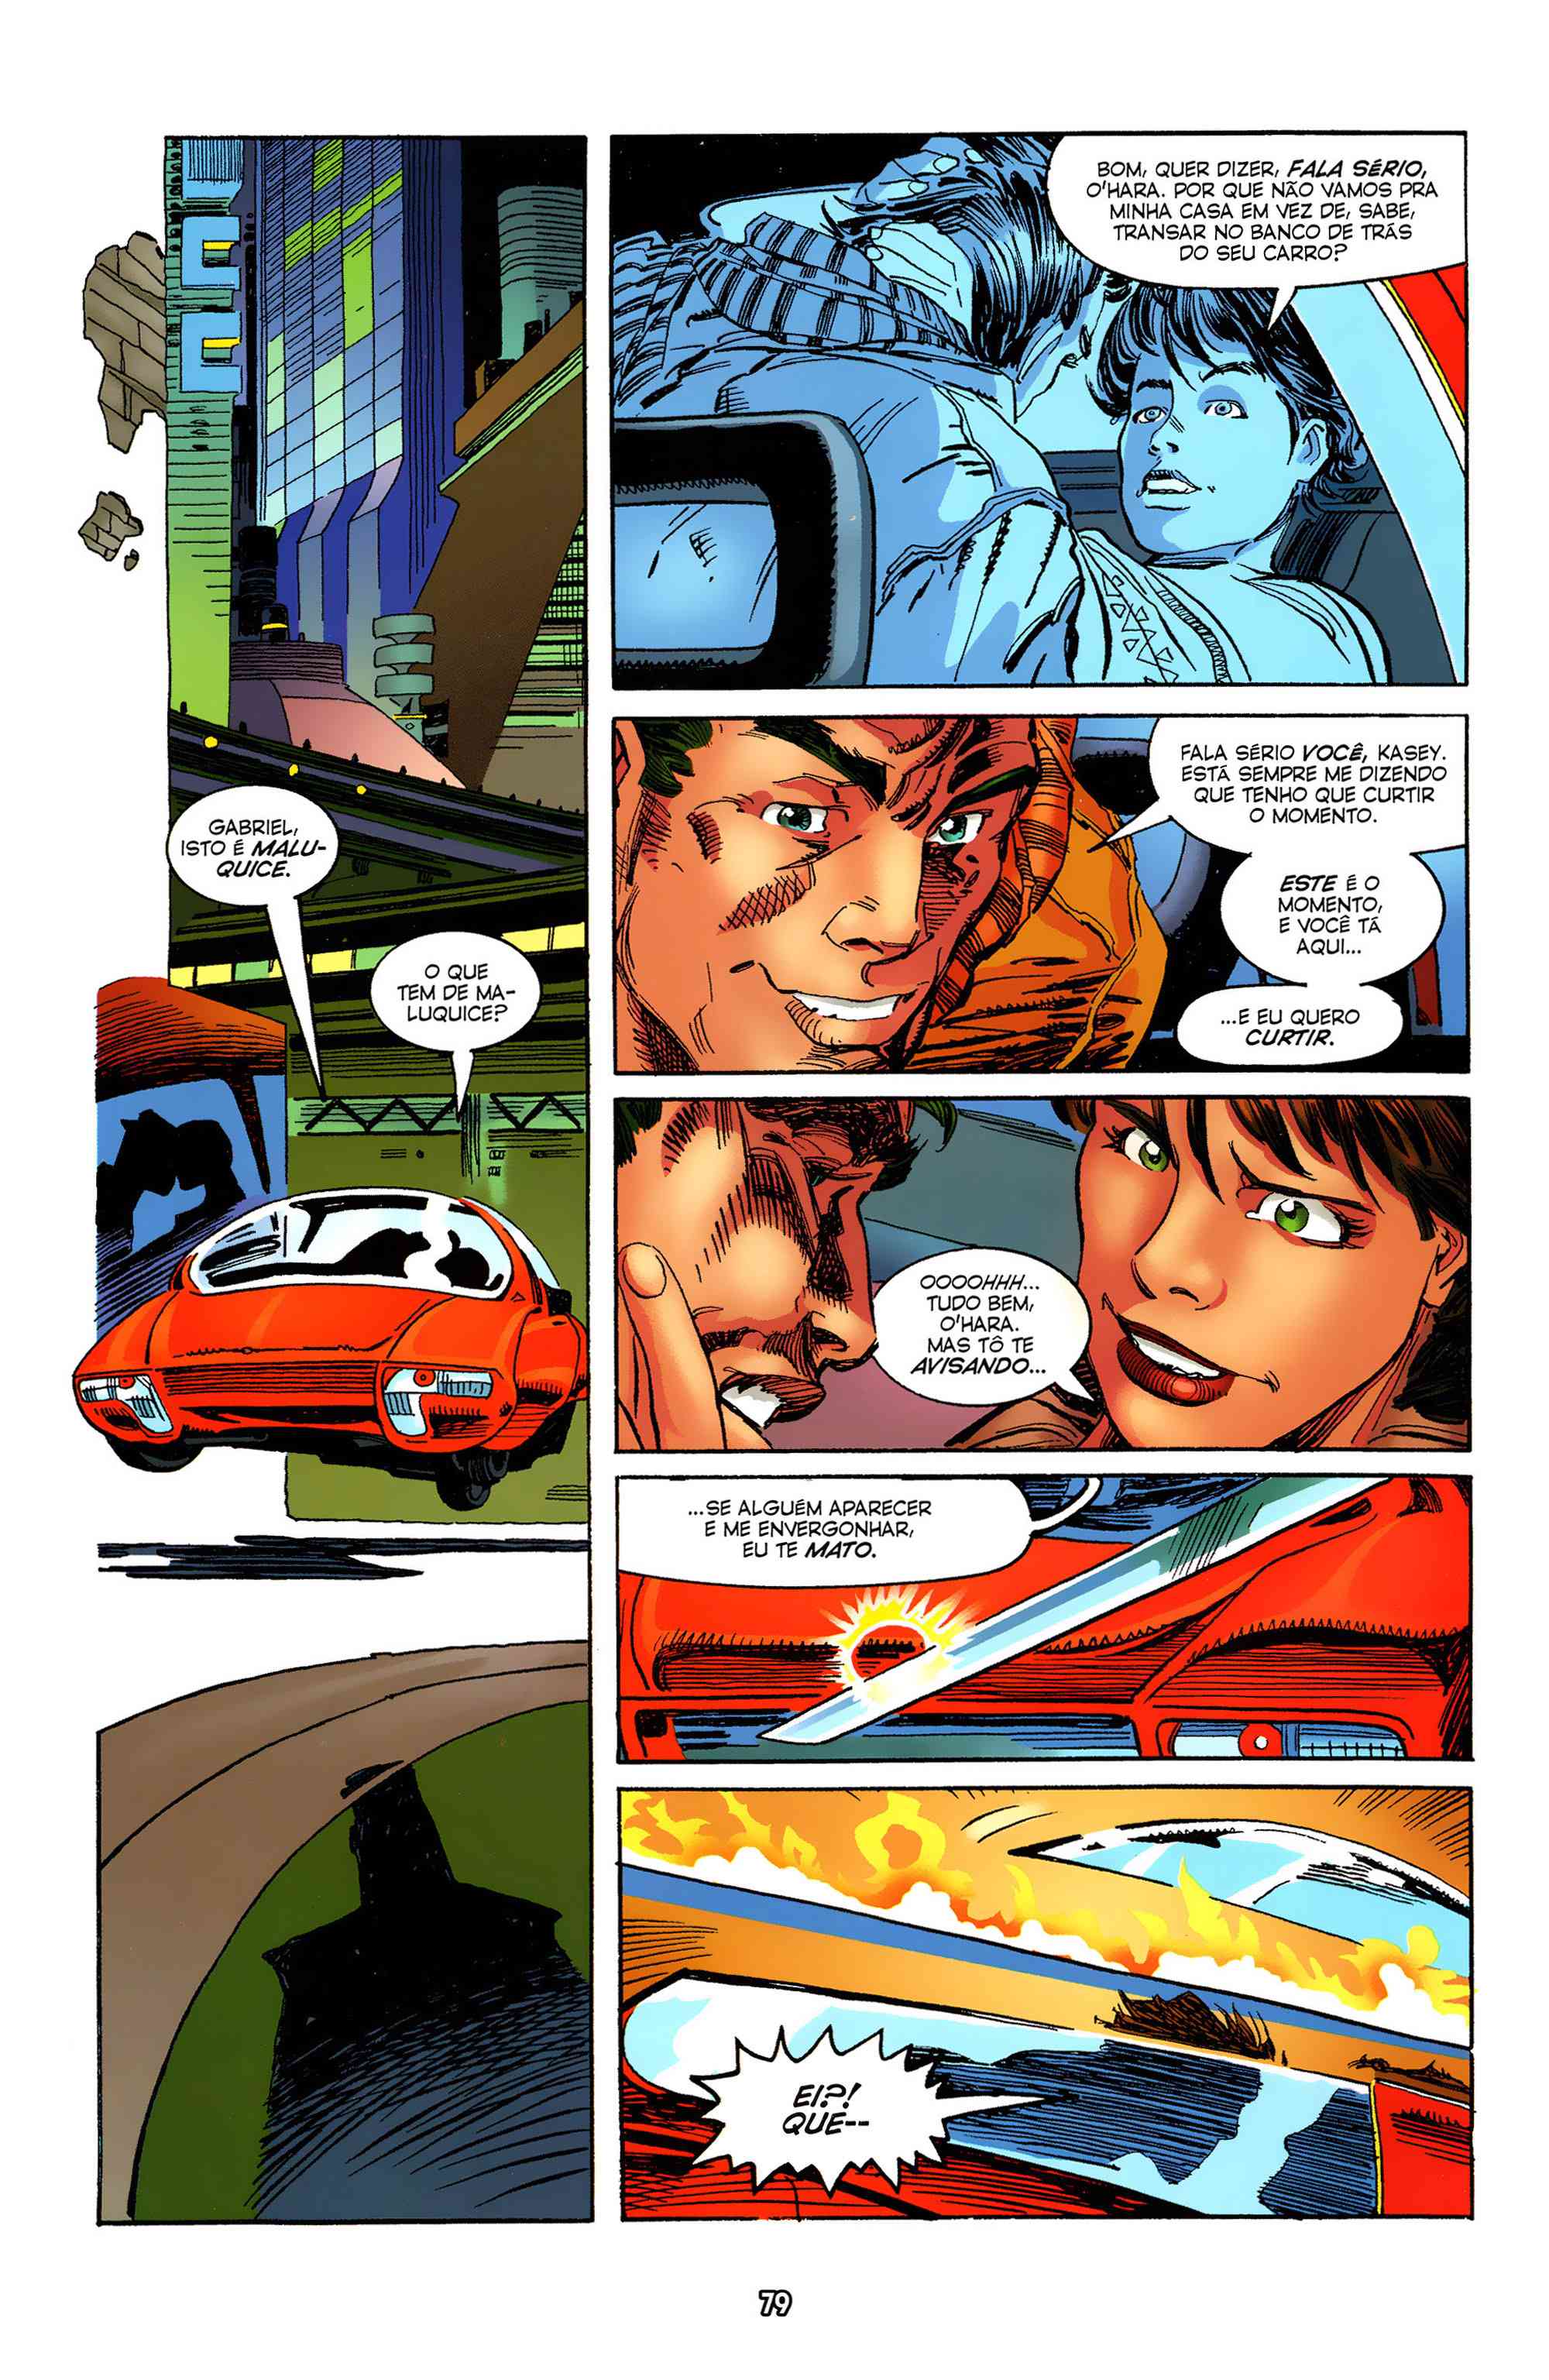 GABRIEL,
ISTO É MALU-
QUICE.
O QUE
TEM DE MA-
LUQUICE?
BOM, QUER DIZER, FALA SÉRIO,
O'HARA. POR QUE NÃO VAMOS PRA
MINHA CASA EM VEZ DE, SABE,
TRANSAR NO BANCO DE TRÁS
DO SEU CARRO?
FALA SÉRIO VOCÊ, KASEY.
ESTÁ SEMPRE ME DIZENDO
QUE TENHO QUE CURTIR
O MOMENTO.
ESTE É O
MOMENTO,
E VOCÊ TÁ
AQUI...
...E EU QUERO
CURTIR.
OOOOHHH...
TUDO BEM,
O'HARA.
MAS TÔ TE
AVISANDO...
...SE ALGUÉM APARECER
E ME ENVERGONHAR,
EU TE MATO.
EI?!
QUE--
79